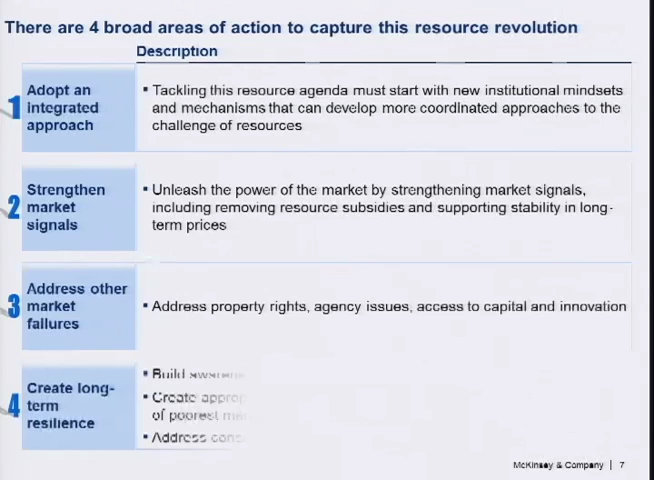 There are 4 broad areas of action to capture this resource revolution
Description
1
Adopt an
integrated
approach
▪ Tackling this resource agenda must start with new institutional mindsets
and mechanisms that can develop more coordinated approaches to the
challenge of resources
2
Strengthen
market
signals
▪ Unleash the power of the market by strengthening market signals,
including removing resource subsidies and supporting stability in long-
term prices
3
Address other
market
failures
▪ Address property rights, agency issues, access to capital and innovation
4
Create long-
term
resilience
▪ Build
▪ Create
of poorest
▪ Address
McKinsey & Company | 7